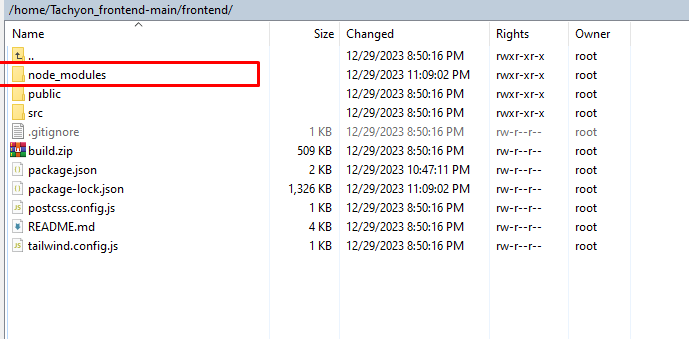 /home/Tachyon_frontend-main/frontend/
Name Size Changed Rights Owner
.. 12/29/2023 8:50:16 PM rwxr-xr-x root
node_modules 12/29/2023 11:09:02 PM rwxr-xr-x root
public 12/29/2023 8:50:16 PM rwxr-xr-x root
src 12/29/2023 8:50:16 PM rwxr-xr-x root
.gitignore 1 KB 12/29/2023 8:50:16 PM rw-r--r-- root
build.zip 509 KB 12/29/2023 8:50:16 PM rw-r--r-- root
package.json 2 KB 12/29/2023 10:47:11 PM rw-r--r-- root
package-lock.json 1,326 KB 12/29/2023 11:09:02 PM rw-r--r-- root
postcss.config.js 1 KB 12/29/2023 8:50:16 PM rw-r--r-- root
README.md 4 KB 12/29/2023 8:50:16 PM rw-r--r-- root
tailwind.config.js 1 KB 12/29/2023 8:50:16 PM rw-r--r-- root